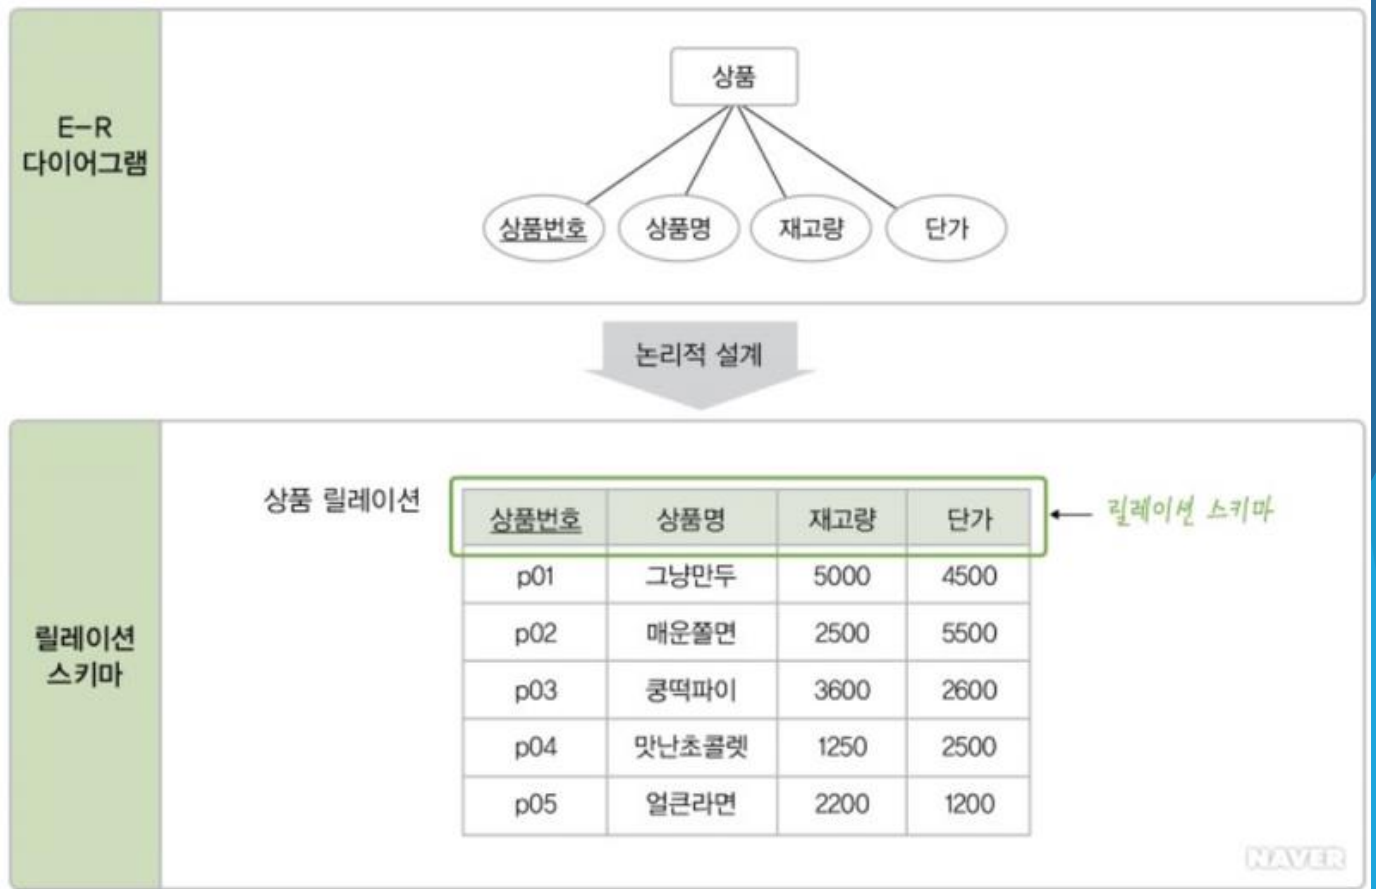 E-R
다이어그램
상품
상품번호 상품명 재고량 단가
논리적 설계
릴레이션
스키마
상품 릴레이션
상품번호 상품명 재고량 단가
릴레이션 스키마
p01 그냥만두 5000 4500
p02 매운쫄면 2500 5500
p03 쿵떡파이 3600 2600
p04 맛난초콜렛 1250 2500
p05 얼큰라면 2200 1200
NAVER